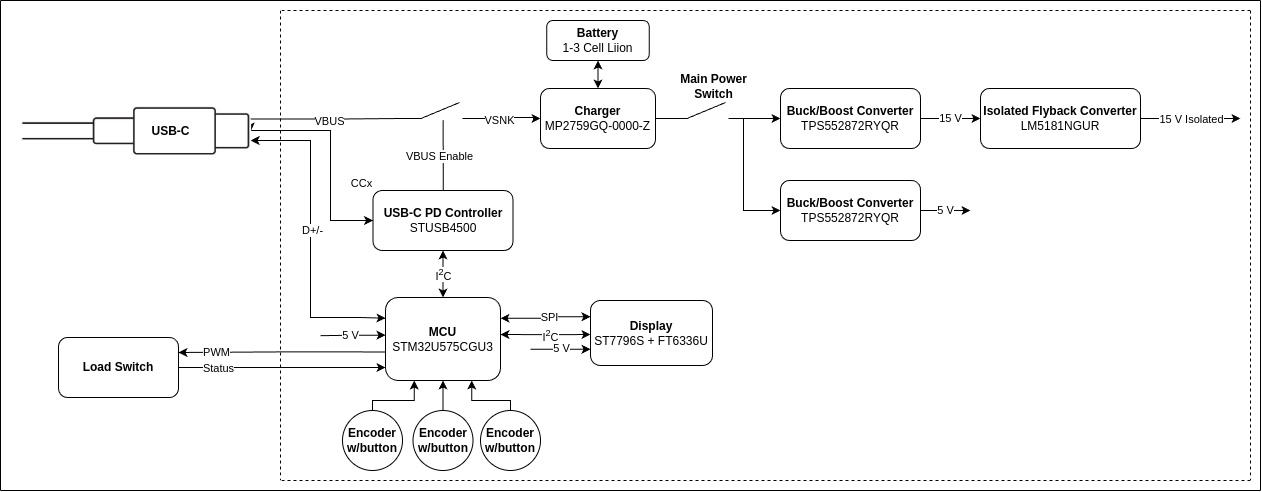 Battery
1-3 Cell Liion
Main Power
Switch
USB-C
VBUS
VSNK
Charger
MP2759GQ-0000-Z
Buck/Boost Converter
TPS552872RYQR
15 V
Isolated Flyback Converter
LM5181NGUR
15 V Isolated
VBUS Enable
CCx
USB-C PD Controller
STUSB4500
Buck/Boost Converter
TPS552872RYQR
5 V
D+/-
I²C
MCU
STM32U575CGU3
5 V
SPI
I²C
5 V
Display
ST7796S + FT6336U
Load Switch
PWM
Status
Encoder
w/button
Encoder
w/button
Encoder
w/button